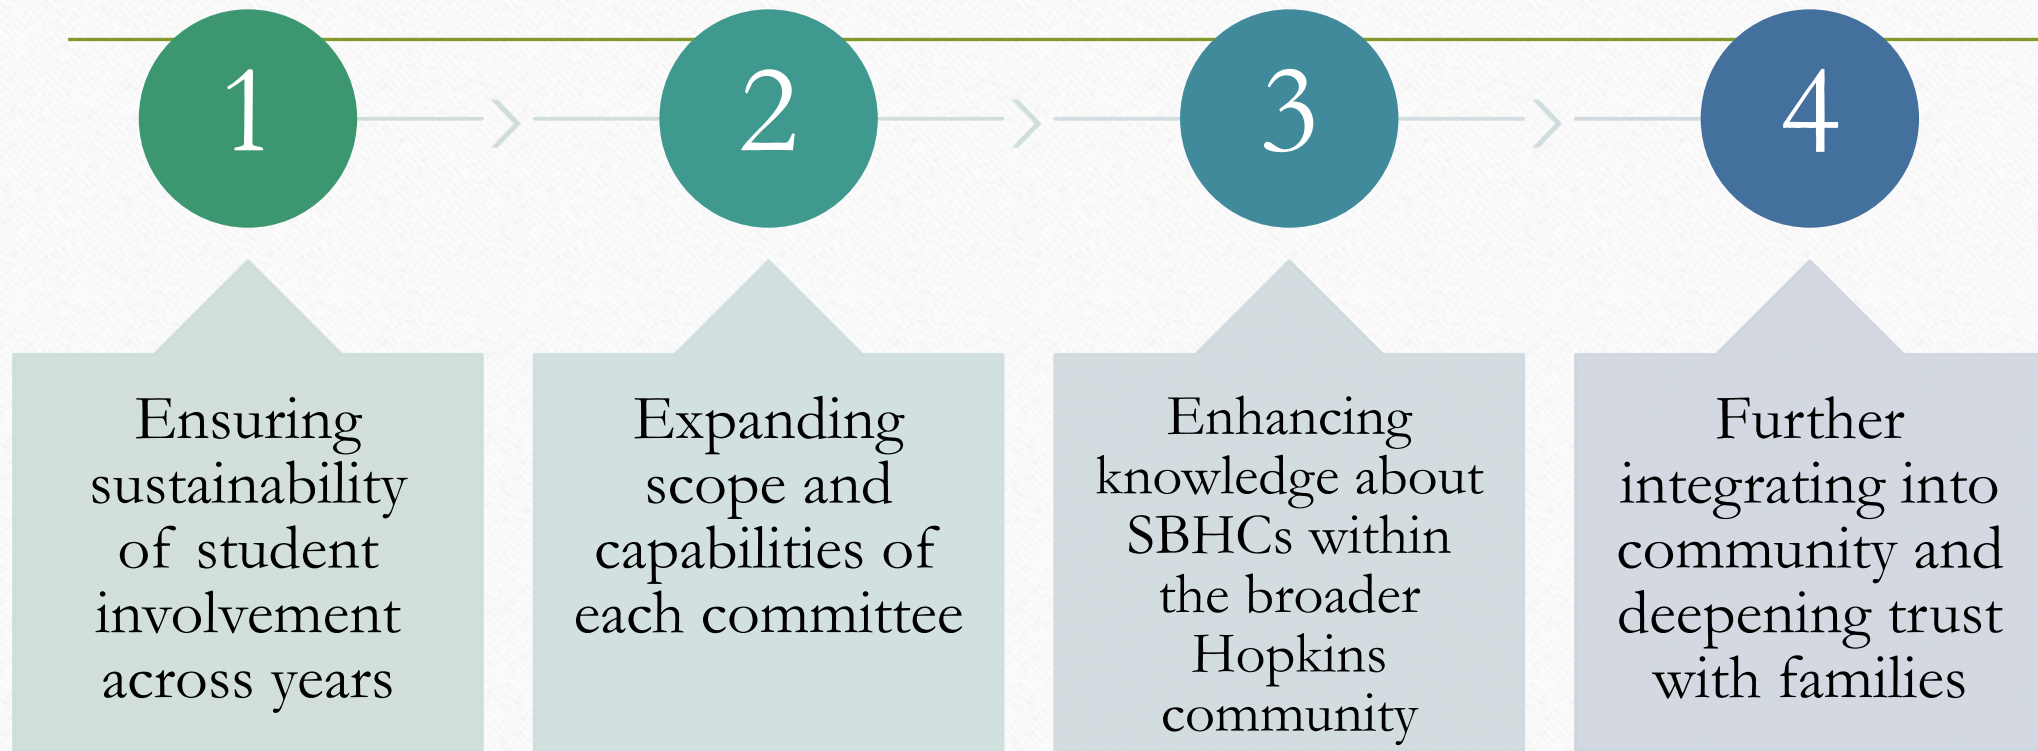 1
Ensuring
sustainability
of student
involvement
across years
2
Expanding
scope and
capabilities of
each committee
3
Enhancing
knowledge about
SBHCs within
the broader
Hopkins
community
4
Further
integrating into
community and
deepening trust
with families